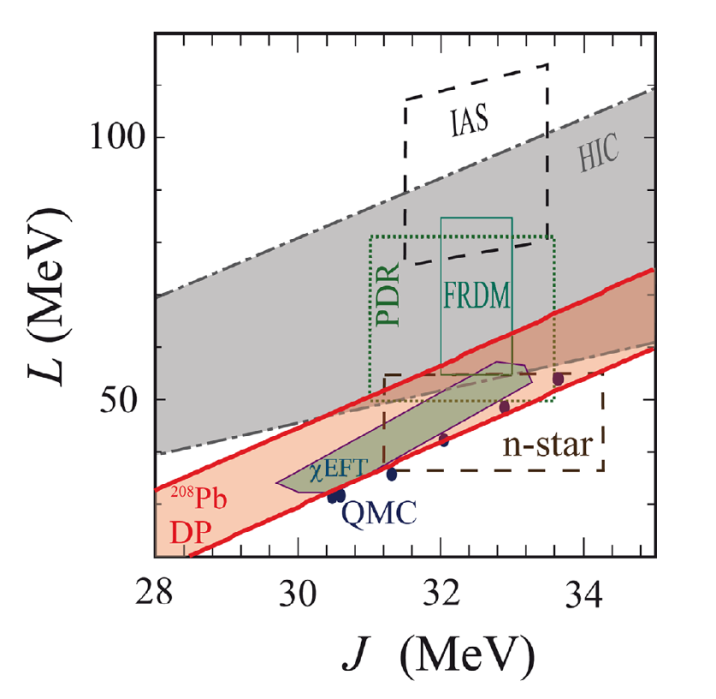 100
50
L (MeV)
IAS
HIC
PDR
FRDM
n-star
χEFT
QMC
²⁰⁸Pb
DP
28 30 32 34
J (MeV)